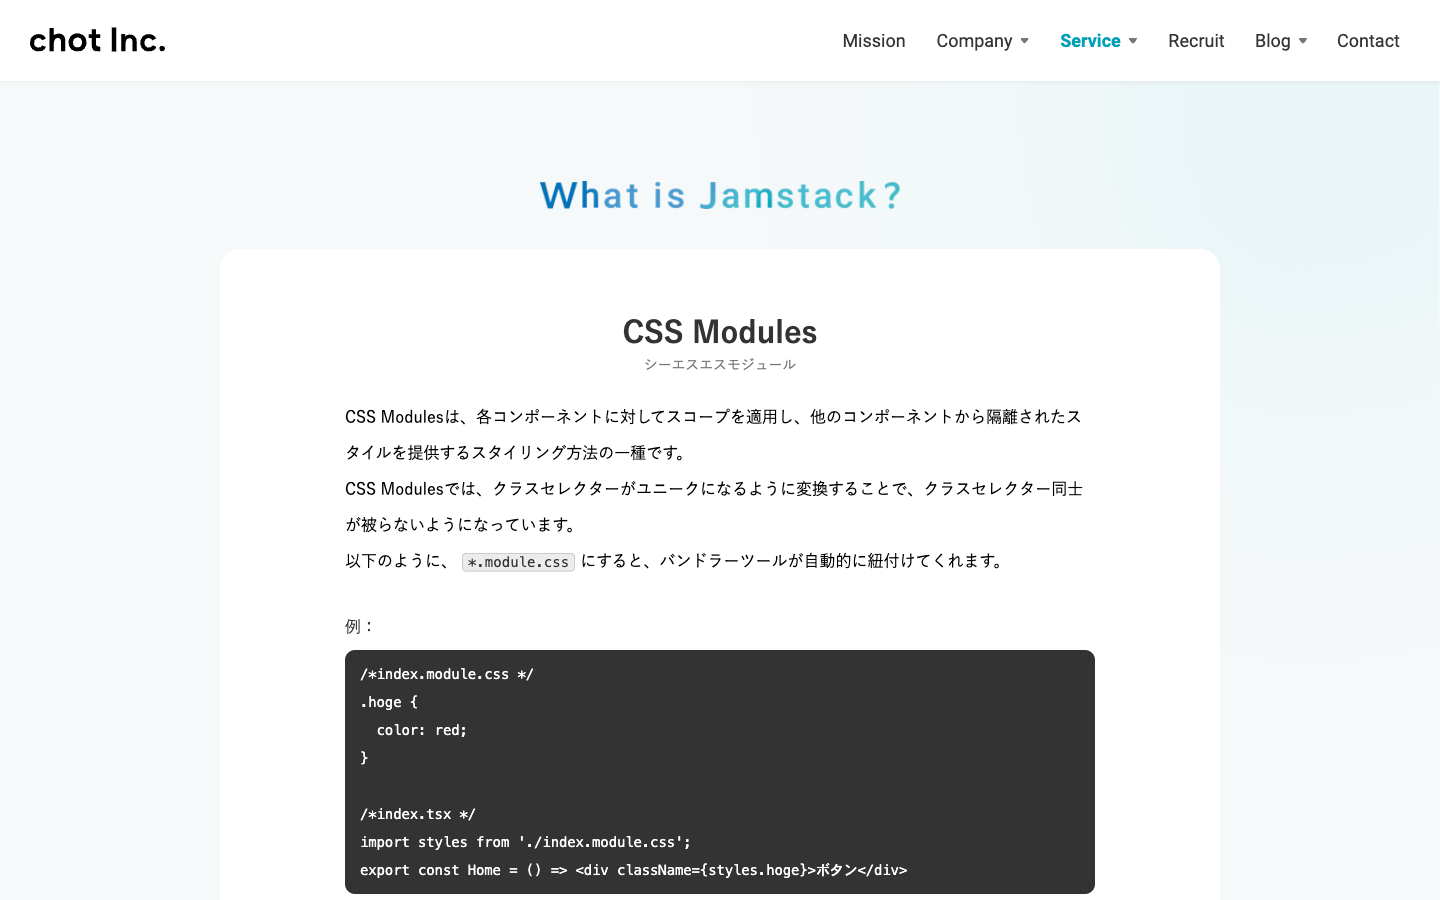 chot Inc.
Mission Company Service Recruit Blog Contact
What is Jamstack?
CSS Modules
シーエスエスモジュール
CSS Modulesは、各コンポーネントに対してスコープを適用し、他のコンポーネントから隔離されたス
タイルを提供するスタイリング方法の一種です。
CSS Modulesでは、クラスセレクターがユニークになるように変換することで、クラスセレクター同士
が被らないようになっています。
以下のように、 *.module.css にすると、バンドラーツールが自動的に紐付けてくれます。
例：
/*index.module.css */
.hoge {
  color: red;
}
/*index.tsx */
import styles from './index.module.css';
export const Home = () => <div className={styles.hoge}>ボタン</div>